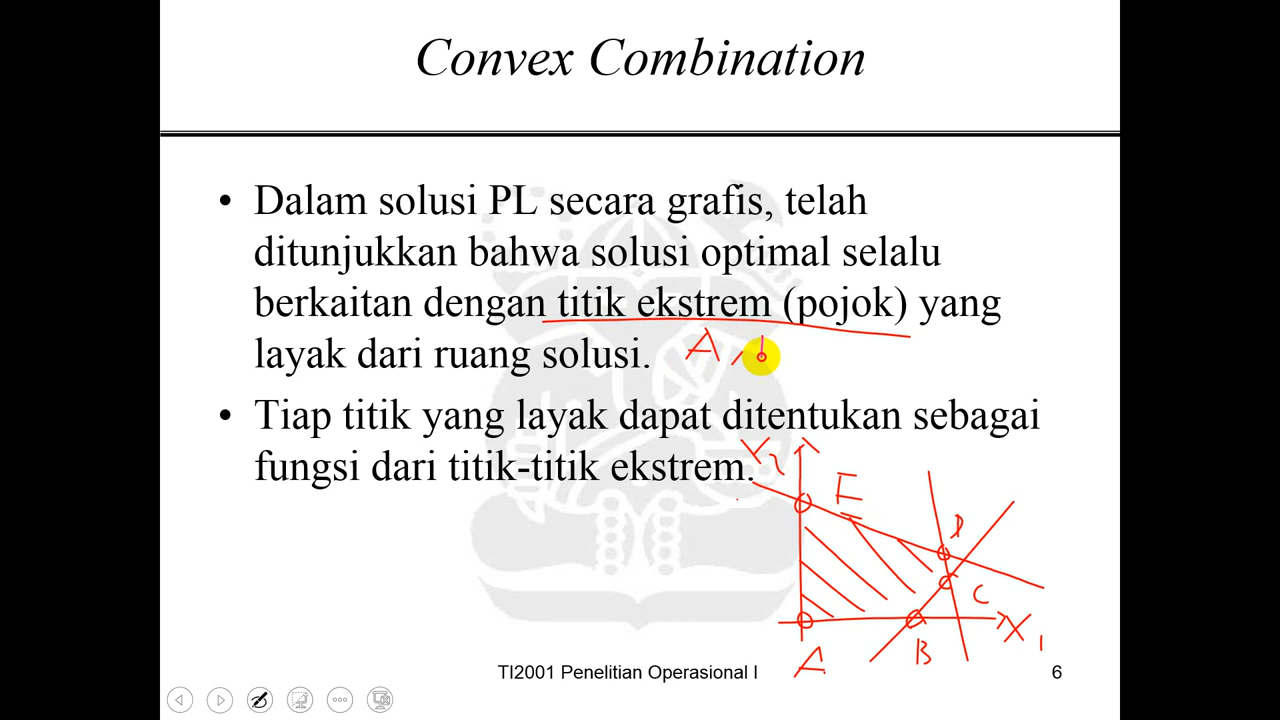 Convex Combination
• Dalam solusi PL secara grafis, telah
ditunjukkan bahwa solusi optimal selalu
berkaitan dengan titik ekstrem (pojok) yang
layak dari ruang solusi.
A,
• Tiap titik yang layak dapat ditentukan sebagai
fungsi dari titik-titik ekstrem.
X2
E
D
C
X1
B
A
TI2001 Penelitian Operasional I
6